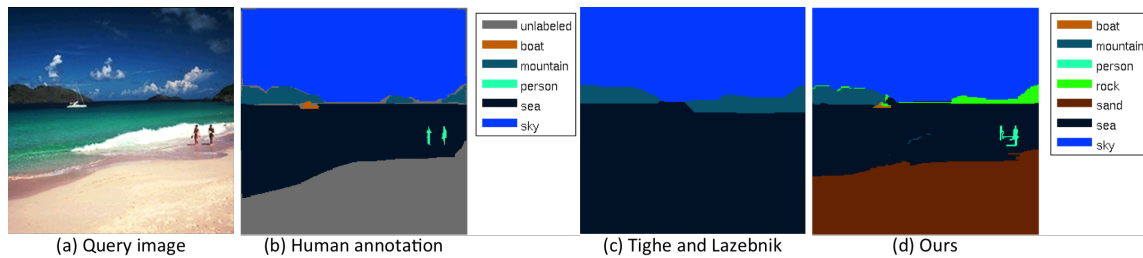 unlabeled
boat
mountain
person
sea
sky
boat
mountain
person
rock
sand
sea
sky
(a) Query image
(b) Human annotation
(c) Tighe and Lazebnik
(d) Ours